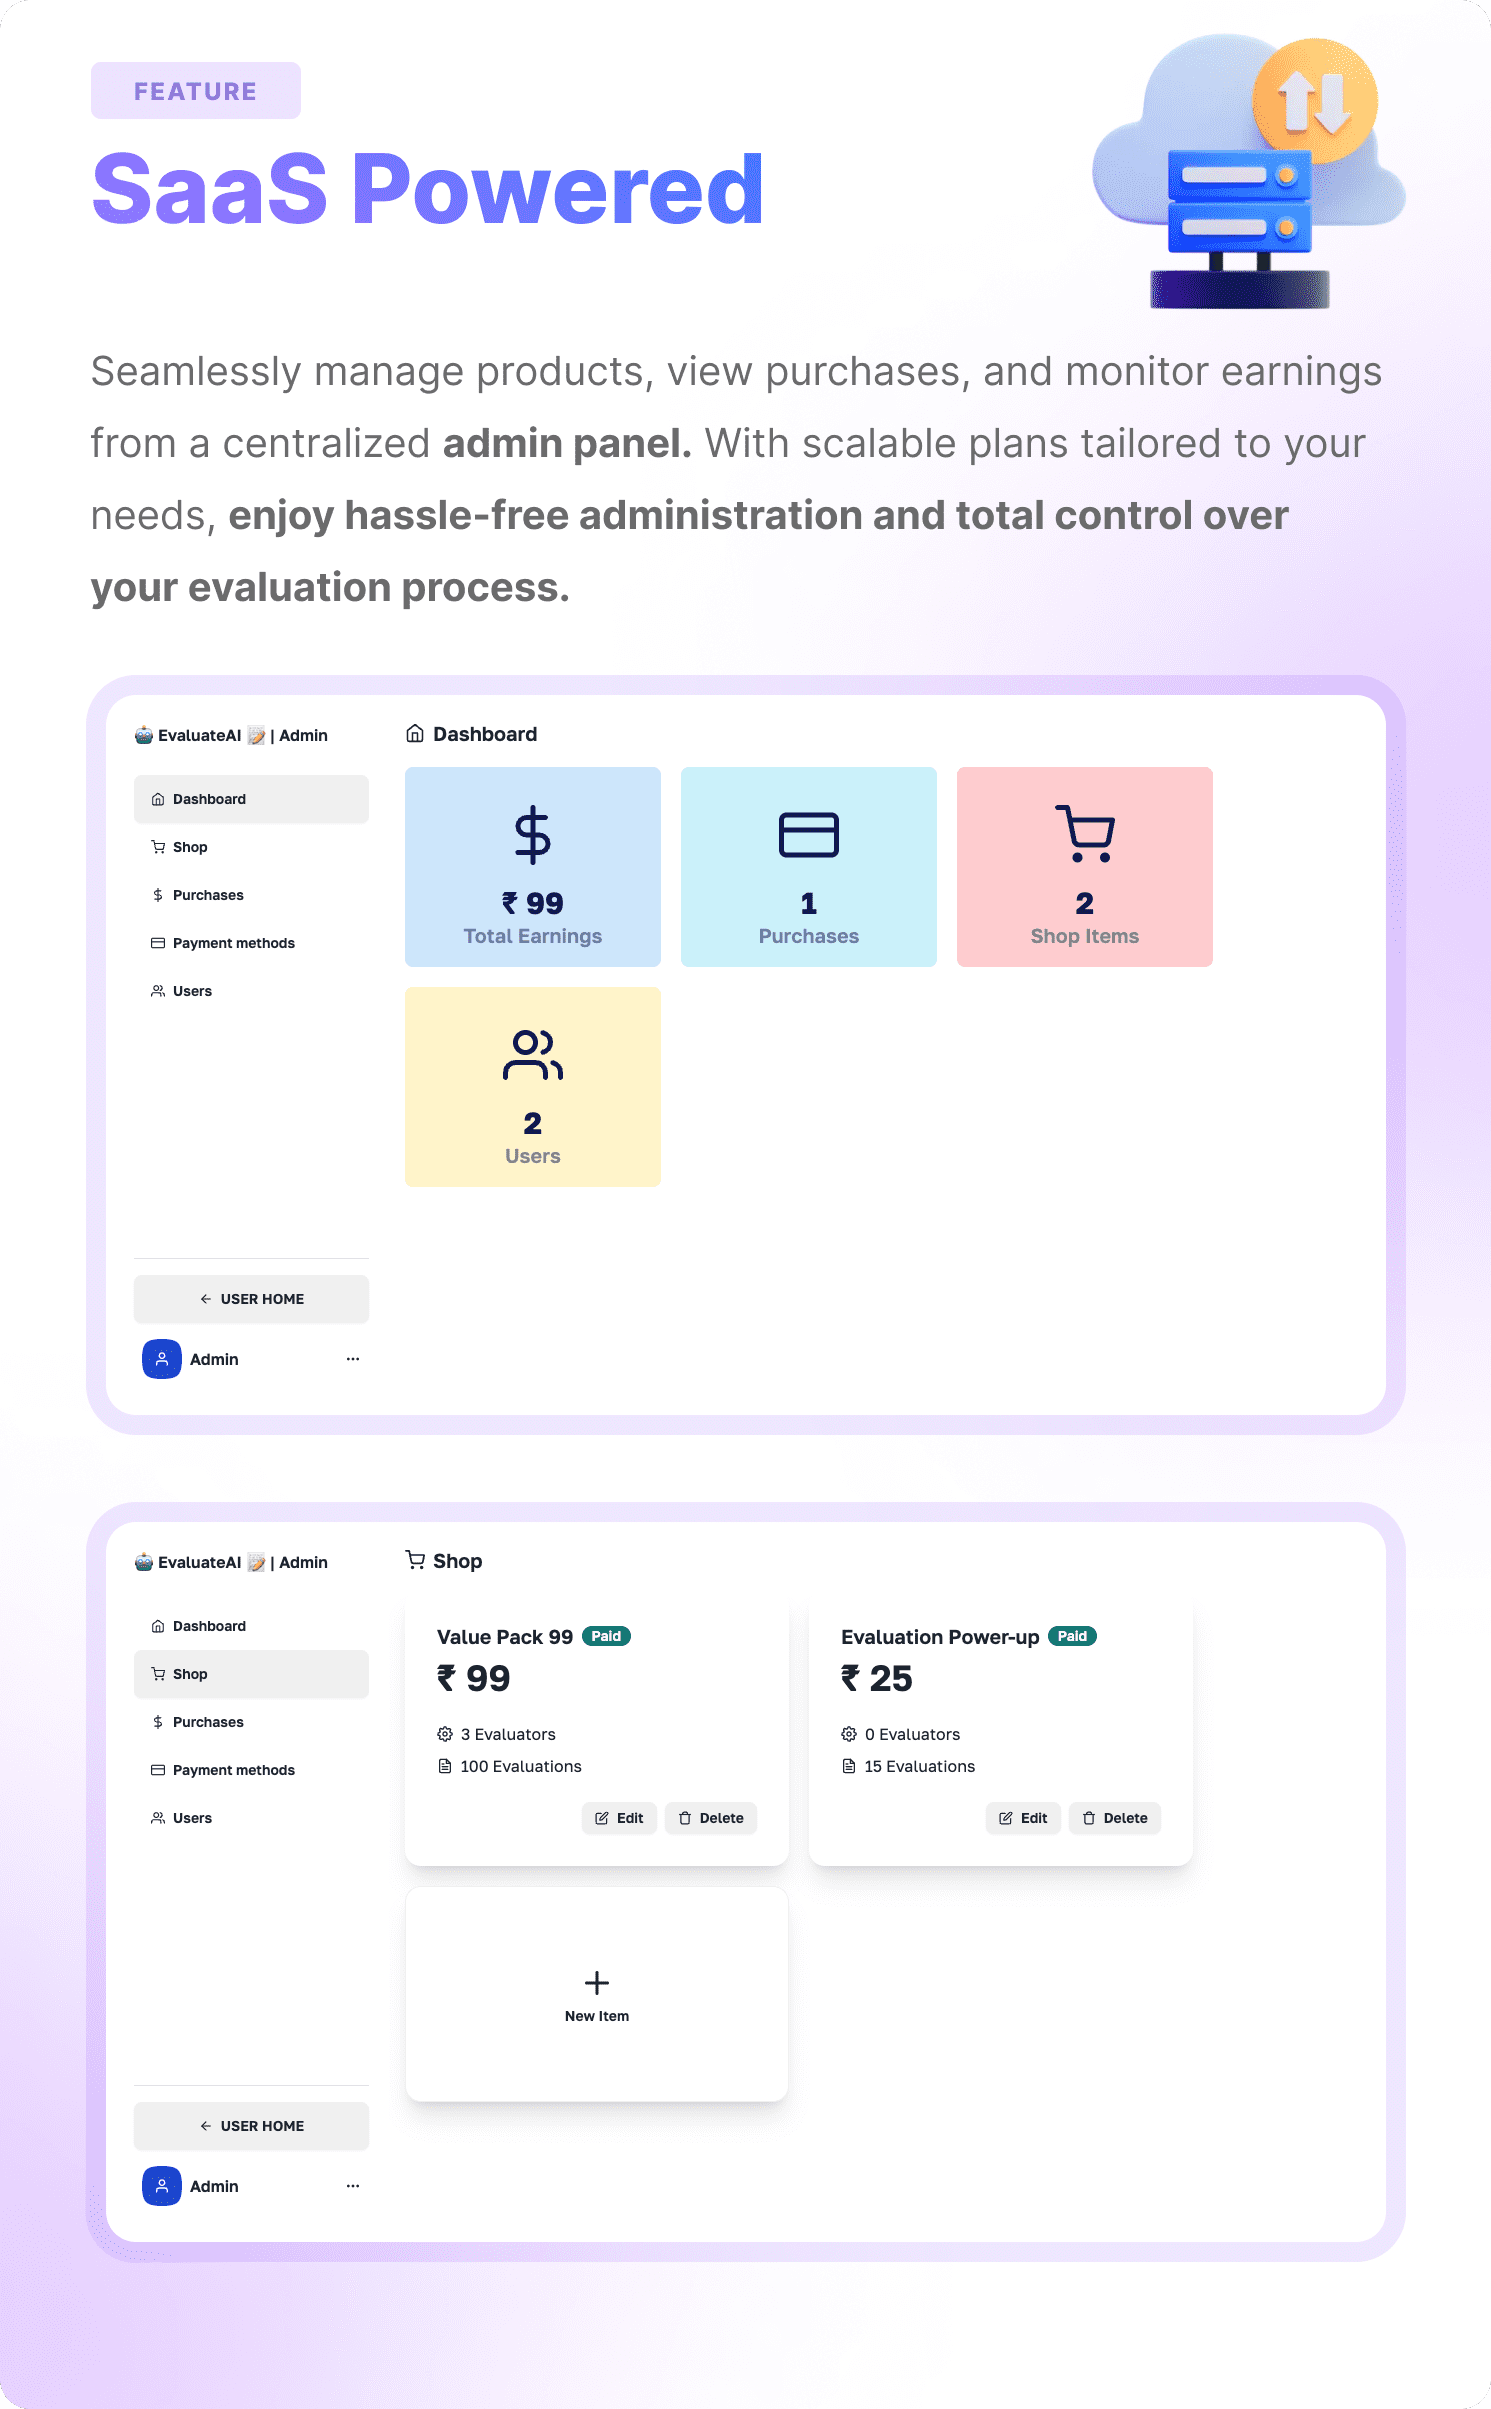 FEATURE
SaaS Powered
Seamlessly manage products, view purchases, and monitor earnings
from a centralized admin panel. With scalable plans tailored to your
needs, enjoy hassle-free administration and total control over
your evaluation process.
🤖 EvaluateAI 📝 | Admin
Dashboard
Shop
Purchases
Payment methods
Users
← USER HOME
Admin
Dashboard
₹ 99
Total Earnings
1
Purchases
2
Shop Items
2
Users
🤖 EvaluateAI 📝 | Admin
Dashboard
Shop
Purchases
Payment methods
Users
← USER HOME
Admin
Shop
Value Pack 99 Paid
₹ 99
3 Evaluators
100 Evaluations
Edit Delete
Evaluation Power-up Paid
₹ 25
0 Evaluators
15 Evaluations
Edit Delete
New Item